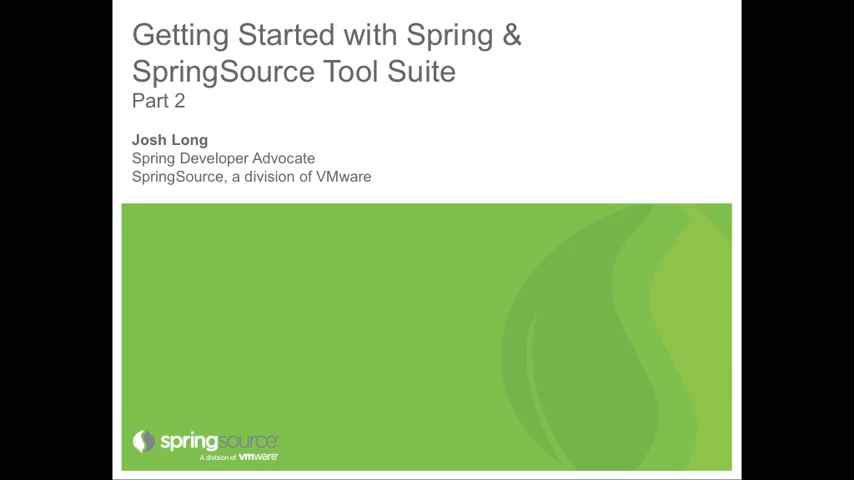 Getting Started with Spring &
SpringSource Tool Suite
Part 2
Josh Long
Spring Developer Advocate
SpringSource, a division of VMware
springsource
A division of vmware